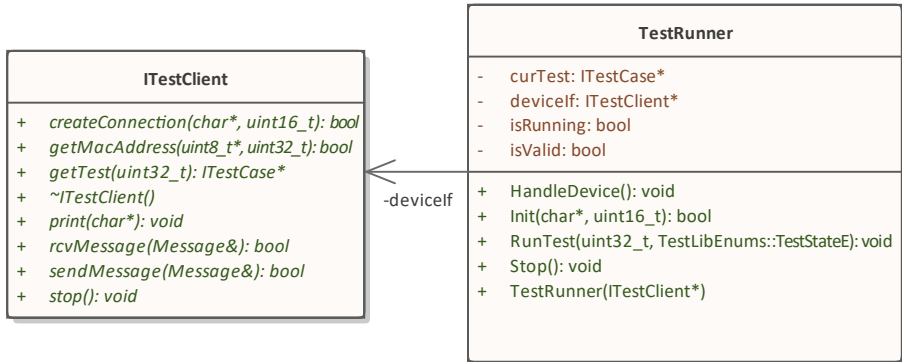 ITestClient
+ createConnection(char*, uint16_t): bool
+ getMacAddress(uint8_t*, uint32_t): bool
+ getTest(uint32_t): ITestCase*
+ ~ITestClient()
+ print(char*): void
+ rcvMessage(Message&): bool
+ sendMessage(Message&): bool
+ stop(): void
-deviceIf
TestRunner
- curTest: ITestCase*
- deviceIf: ITestClient*
- isRunning: bool
- isValid: bool
+ HandleDevice(): void
+ Init(char*, uint16_t): bool
+ RunTest(uint32_t, TestLibEnums::TestStateE): void
+ Stop(): void
+ TestRunner(ITestClient*)